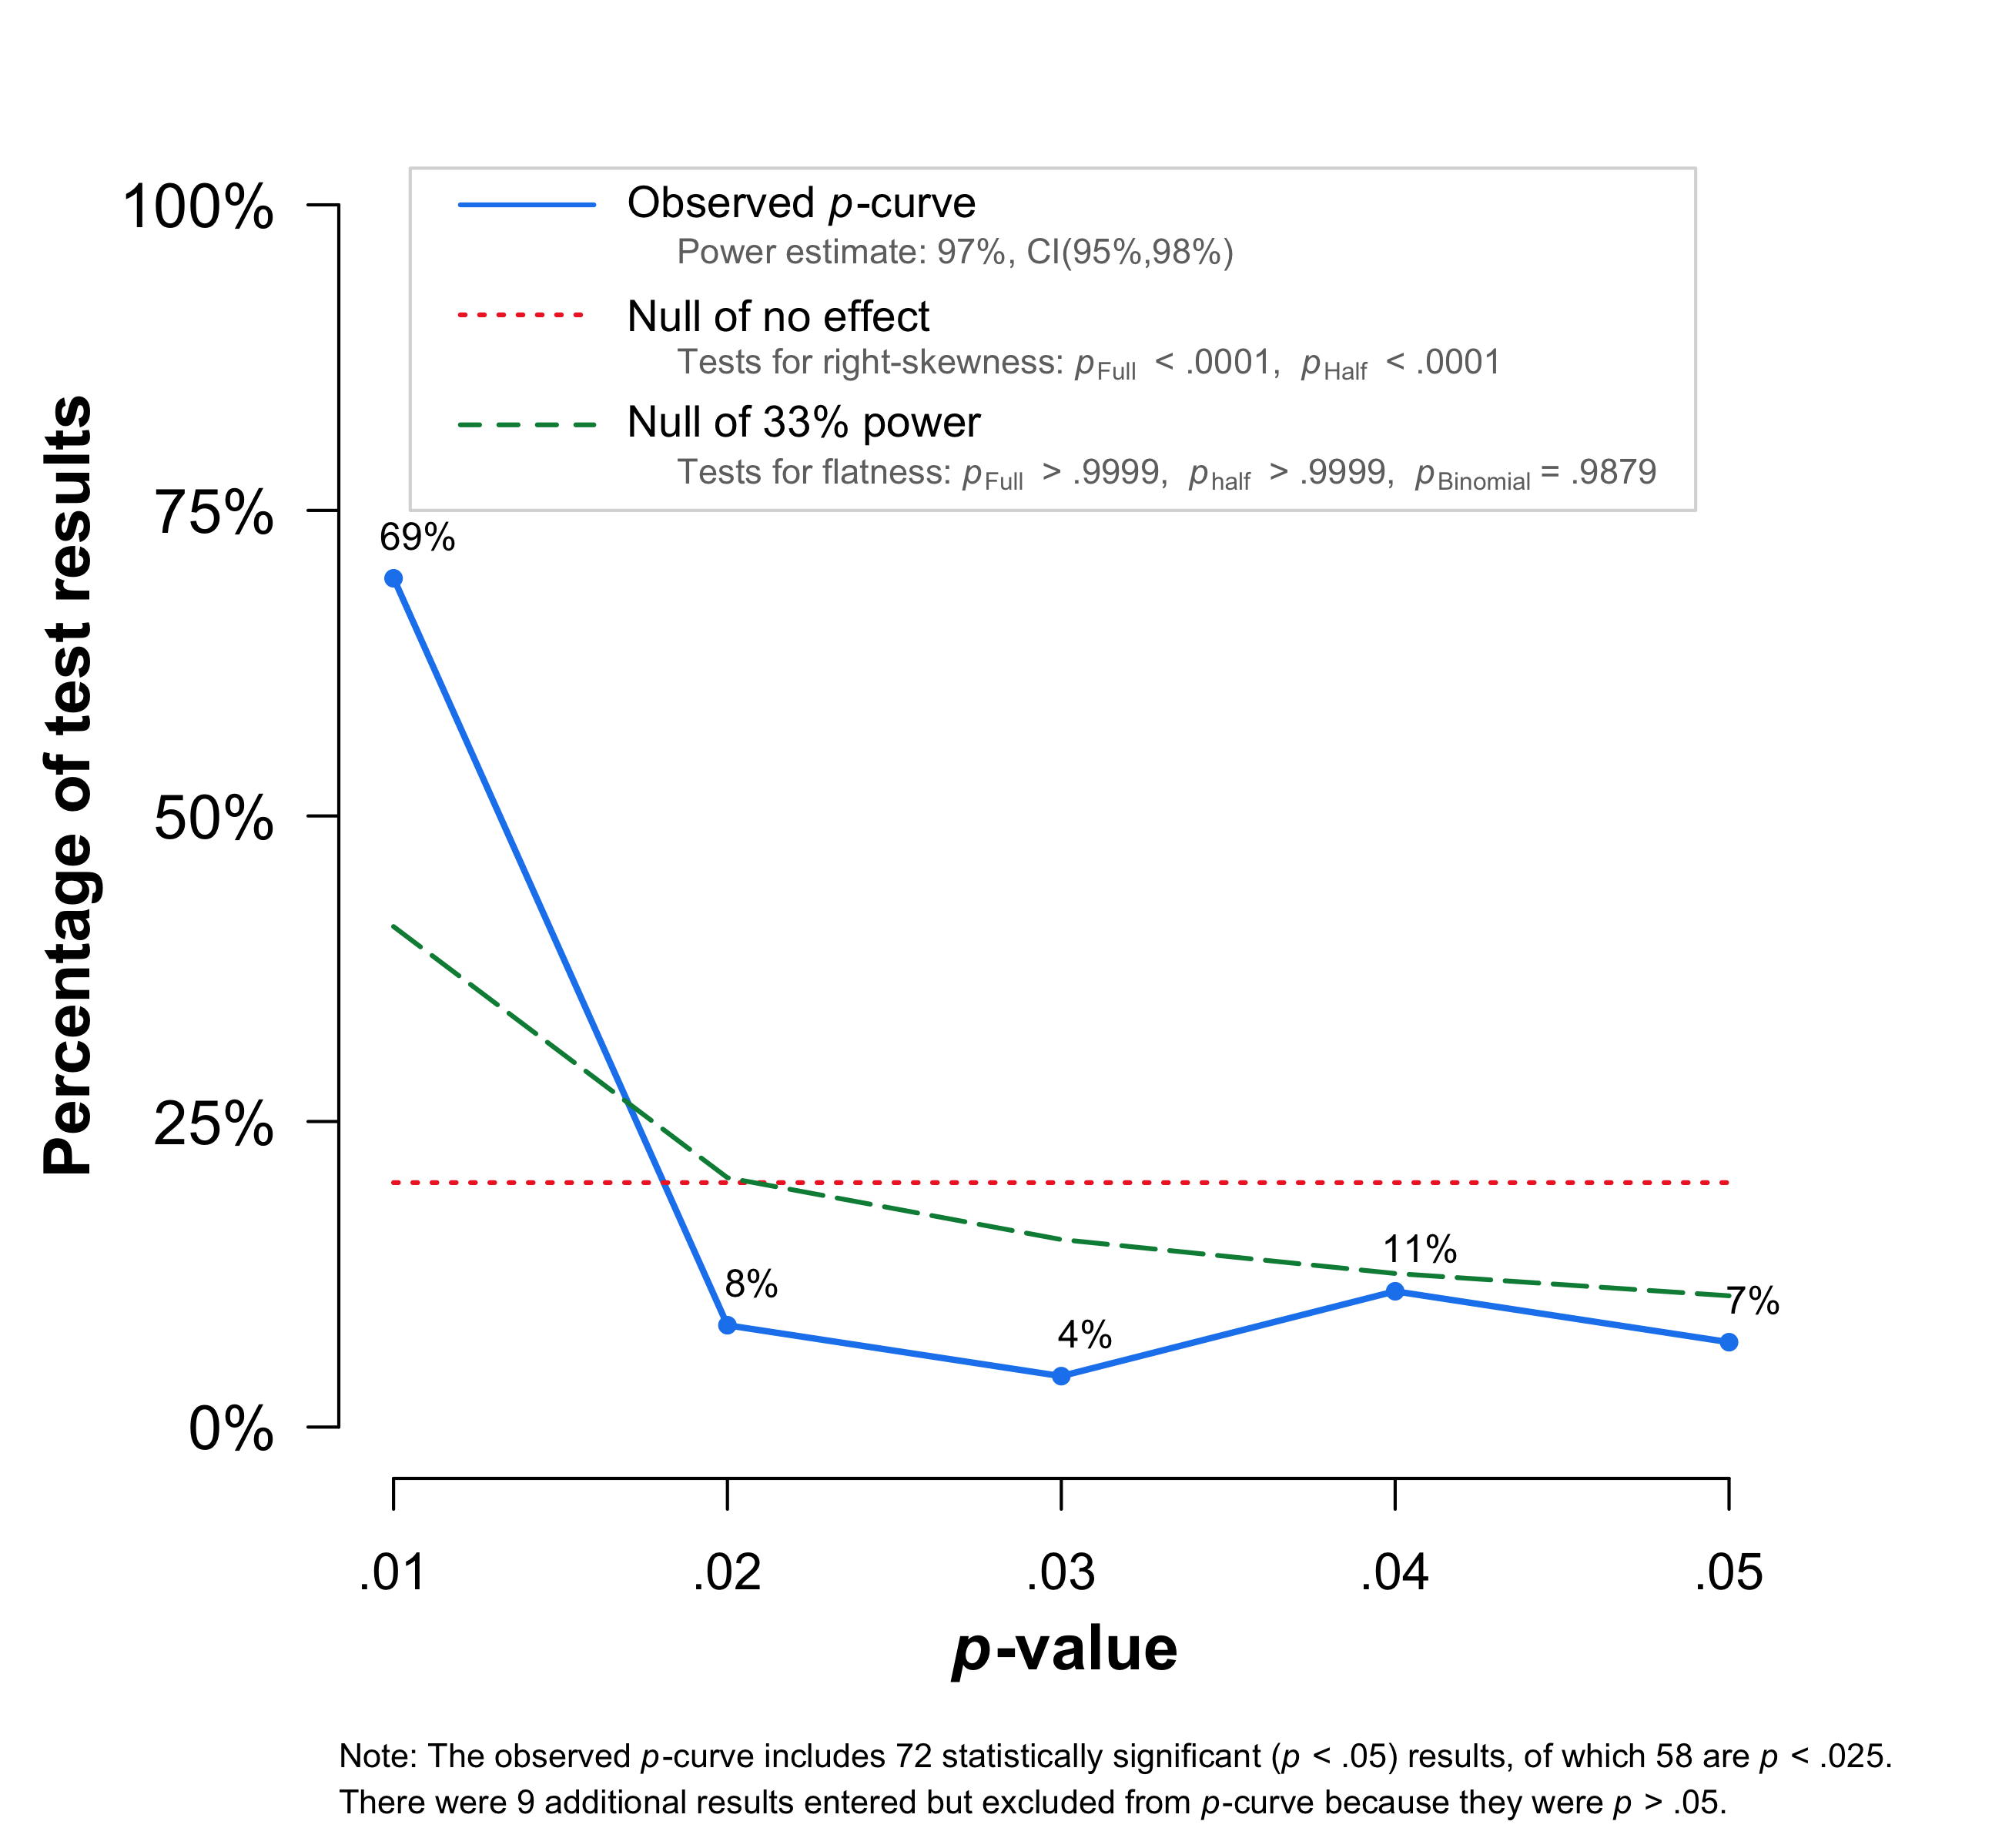 Observed p-curve
Power estimate: 97%, CI(95%,98%)
Null of no effect
Tests for right-skewness: pFull < .0001, pHalf < .0001
Null of 33% power
Tests for flatness: pFull > .9999, phalf > .9999, pBinomial = .9879
Percentage of test results
100%
75%
50%
25%
0%
69%
8%
4%
11%
7%
.01
.02
.03
.04
.05
p-value
Note: The observed p-curve includes 72 statistically significant (p < .05) results, of which 58 are p < .025.
There were 9 additional results entered but excluded from p-curve because they were p > .05.